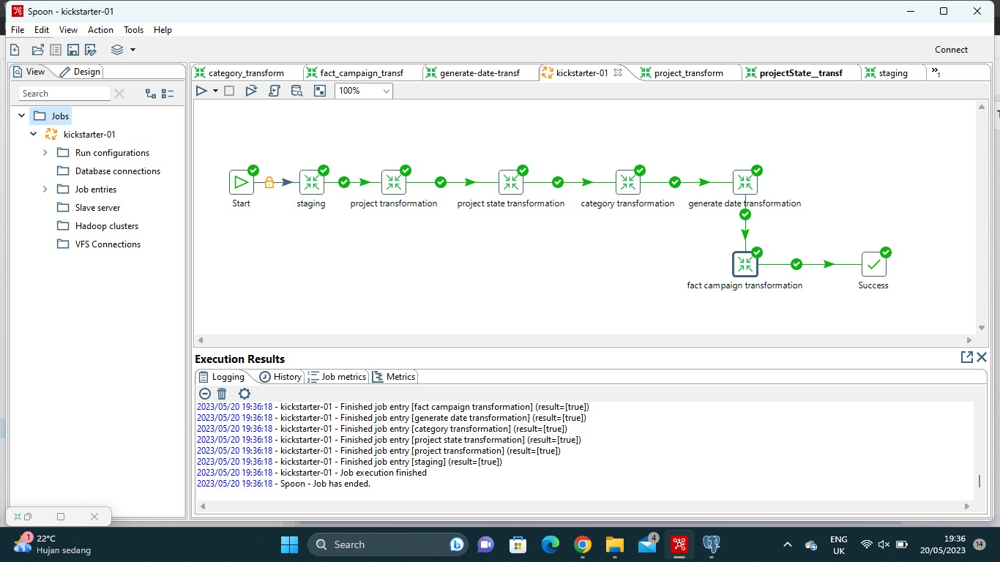 Spoon - kickstarter-01
File Edit View Action Tools Help
Connect
View Design
category_transform fact_campaign_transf generate-date-transf kickstarter-01 project_transform projectState__transf staging »1
Search
100%
Jobs
kickstarter-01
Run configurations
Database connections
Job entries
Slave server
Hadoop clusters
VFS Connections
Start staging project transformation project state transformation category transformation generate date transformation
fact campaign transformation Success
Execution Results
Logging History Job metrics Metrics
2023/05/20 19:36:18 - kickstarter-01 - Finished job entry [fact campaign transformation] (result=[true])
2023/05/20 19:36:18 - kickstarter-01 - Finished job entry [generate date transformation] (result=[true])
2023/05/20 19:36:18 - kickstarter-01 - Finished job entry [category transformation] (result=[true])
2023/05/20 19:36:18 - kickstarter-01 - Finished job entry [project state transformation] (result=[true])
2023/05/20 19:36:18 - kickstarter-01 - Finished job entry [project transformation] (result=[true])
2023/05/20 19:36:18 - kickstarter-01 - Finished job entry [staging] (result=[true])
2023/05/20 19:36:18 - kickstarter-01 - Job execution finished
2023/05/20 19:36:18 - Spoon - Job has ended.
1
22°C
Hujan sedang
Search
4
ENG
UK
19:36
20/05/2023
14